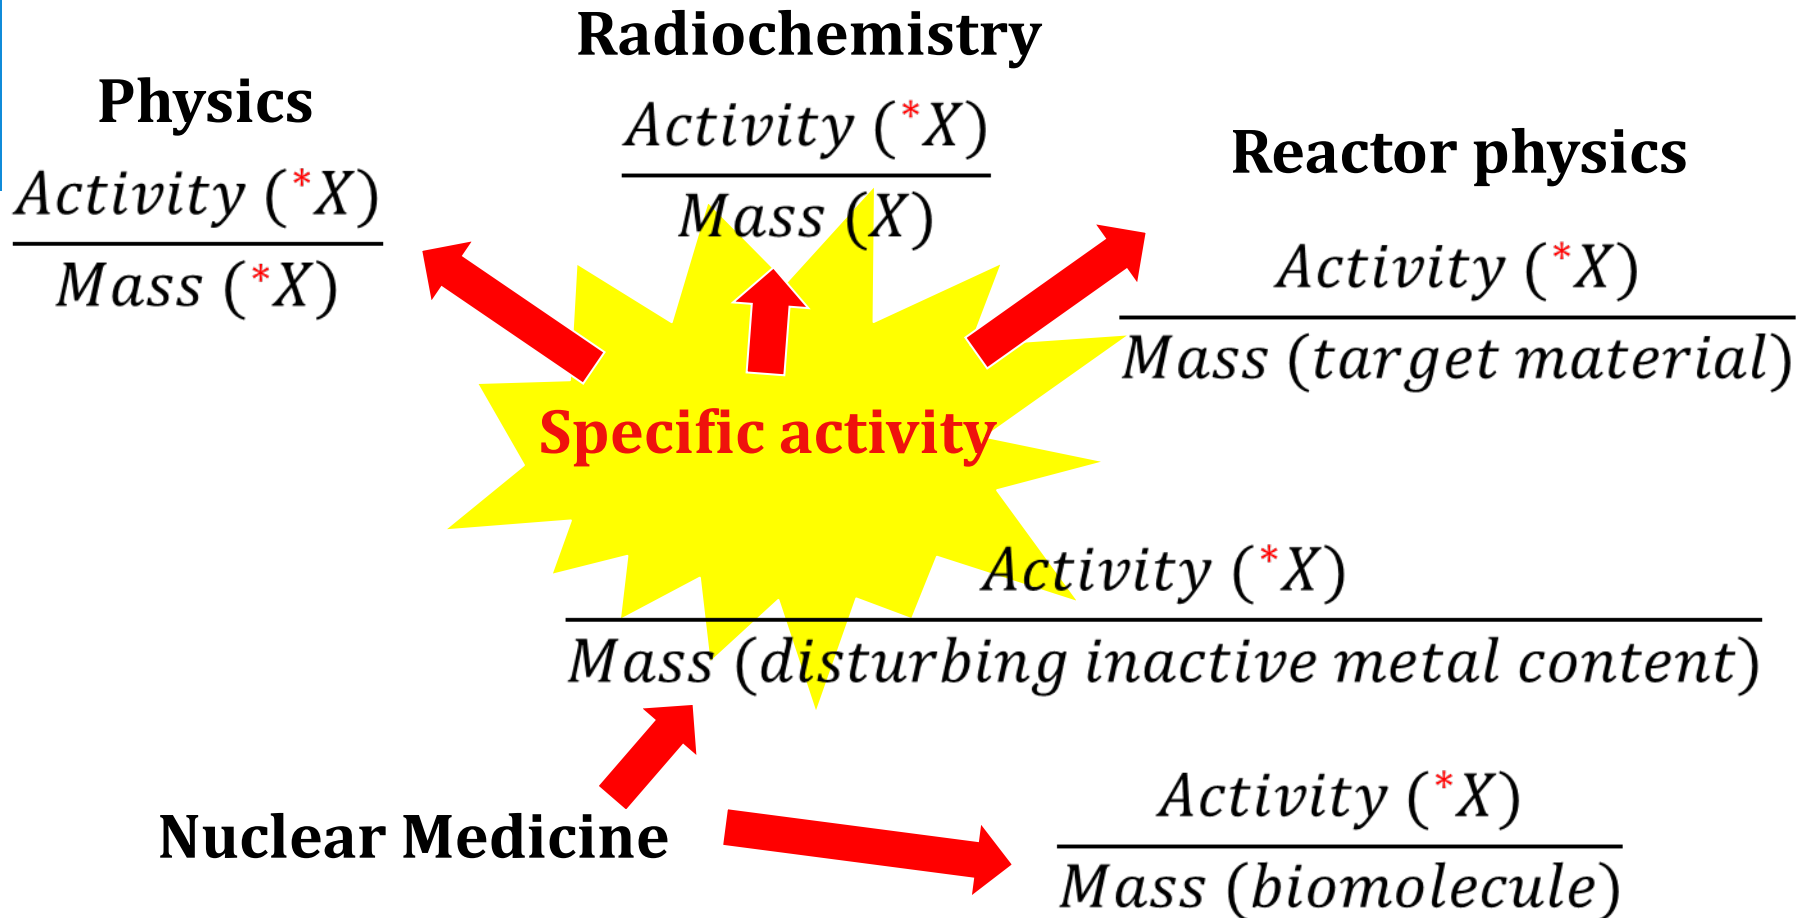 Radiochemistry
Physics
Activity (*X)
Mass (*X)
Activity (*X)
Mass (X)
Reactor physics
Activity (*X)
Mass (target material)
Specific activity
Activity (*X)
Mass (disturbing inactive metal content)
Nuclear Medicine
Activity (*X)
Mass (biomolecule)